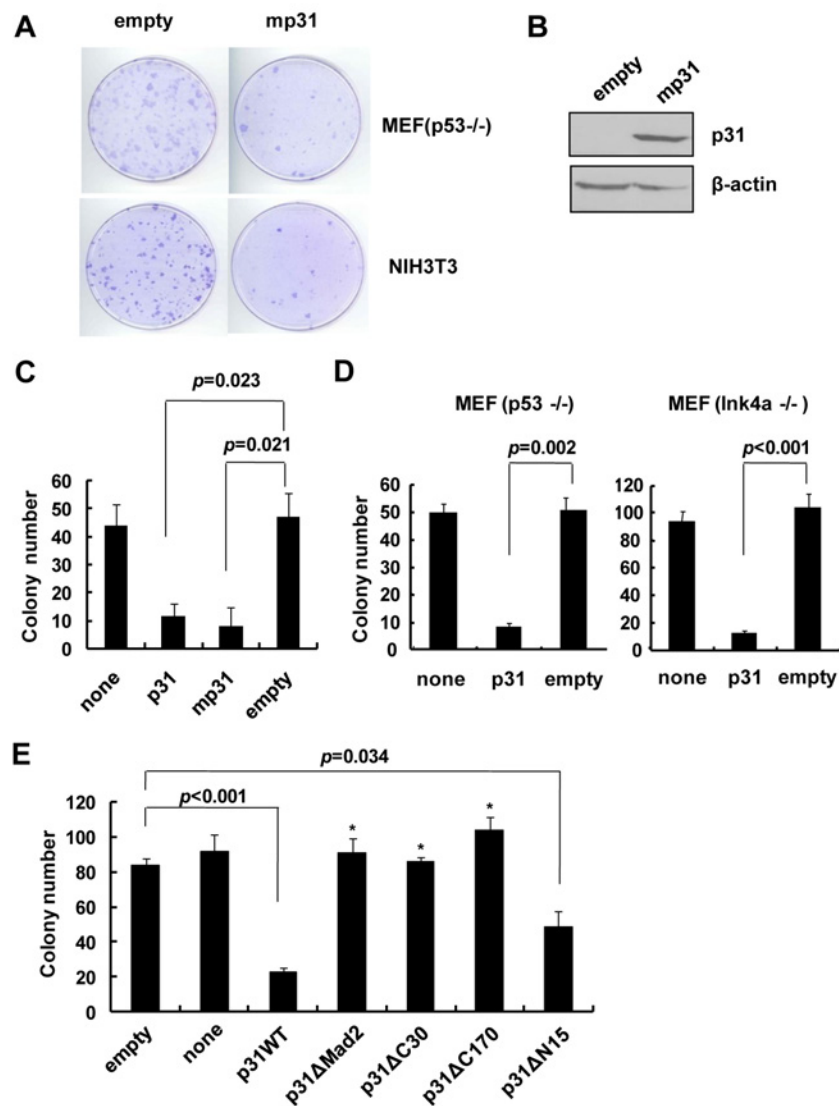 A
empty mp31
MEF(p53-/-)
NIH3T3
B
empty mp31
p31
β-actin
C
p=0.023
p=0.021
Colony number
60
50
40
30
20
10
0
none p31 mp31 empty
D
MEF (p53 -/-)
p=0.002
Colony number
60
50
40
30
20
10
0
none p31 empty
MEF (Ink4a -/- )
p<0.001
120
100
80
60
40
20
0
none p31 empty
E
p=0.034
p<0.001
* * *
Colony number
120
100
80
60
40
20
0
empty none p31WT p31ΔMad2 p31ΔC30 p31ΔC170 p31ΔN15